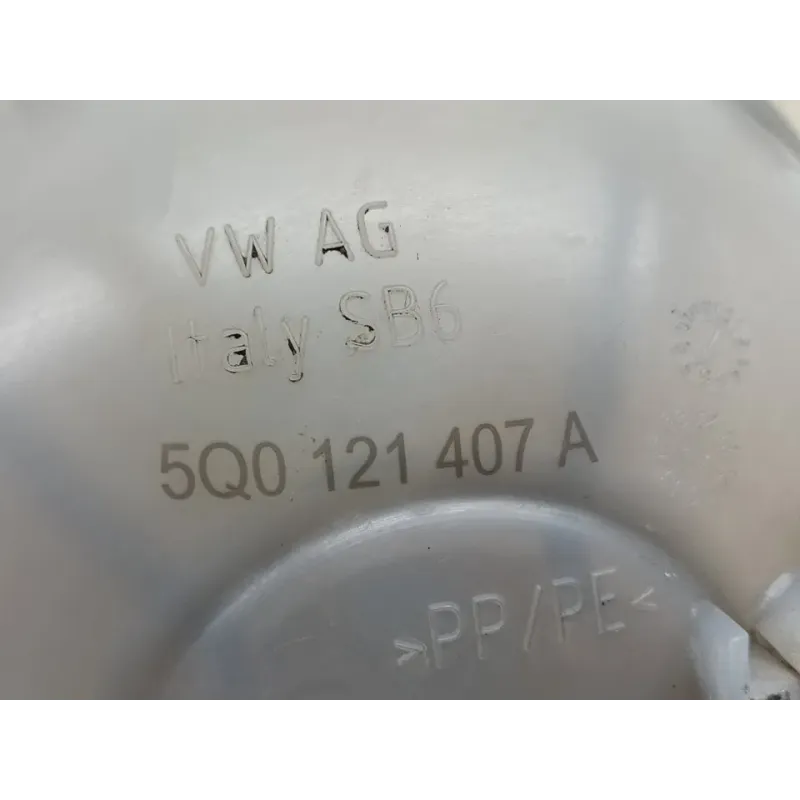 VW AG
Italy SB6
5Q0 121 407 A
>PP/PE<